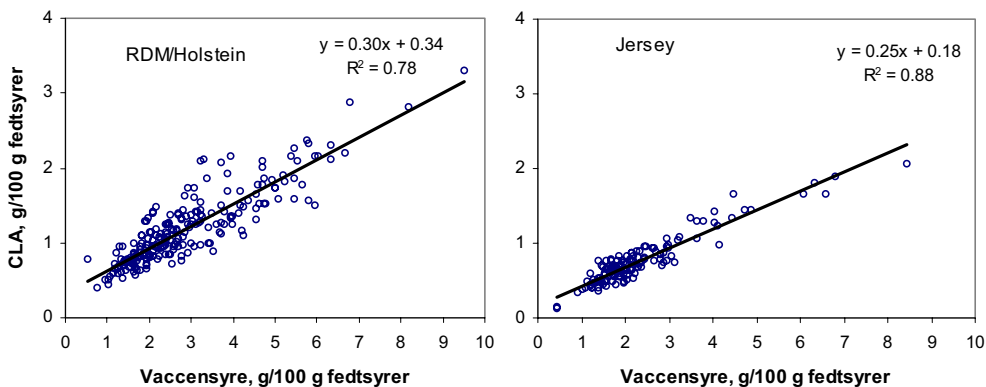 RDM/Holstein
y = 0.30x + 0.34
R² = 0.78
CLA, g/100 g fedtsyrer
4
3
2
1
0
0 1 2 3 4 5 6 7 8 9 10
Vaccensyre, g/100 g fedtsyrer
Jersey
y = 0.25x + 0.18
R² = 0.88
4
3
2
1
0
0 1 2 3 4 5 6 7 8 9 10
Vaccensyre, g/100 g fedtsyrer